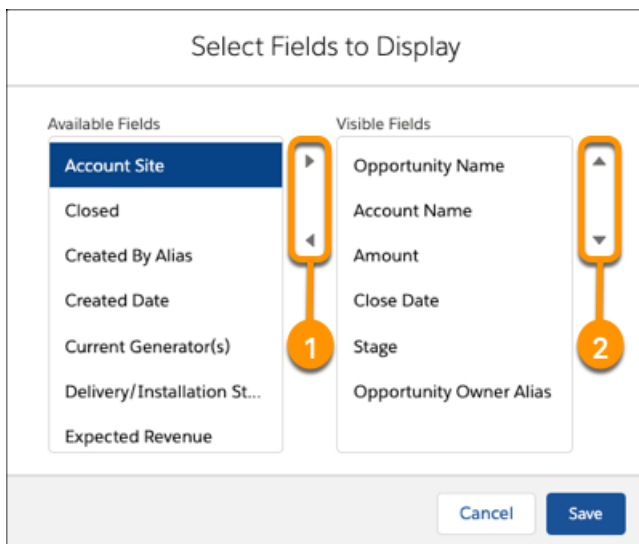 Select Fields to Display
Available Fields
Account Site
Closed
Created By Alias
Created Date
Current Generator(s)
Delivery/Installation St...
Expected Revenue
1
Visible Fields
Opportunity Name
Account Name
Amount
Close Date
Stage
Opportunity Owner Alias
2
Cancel
Save